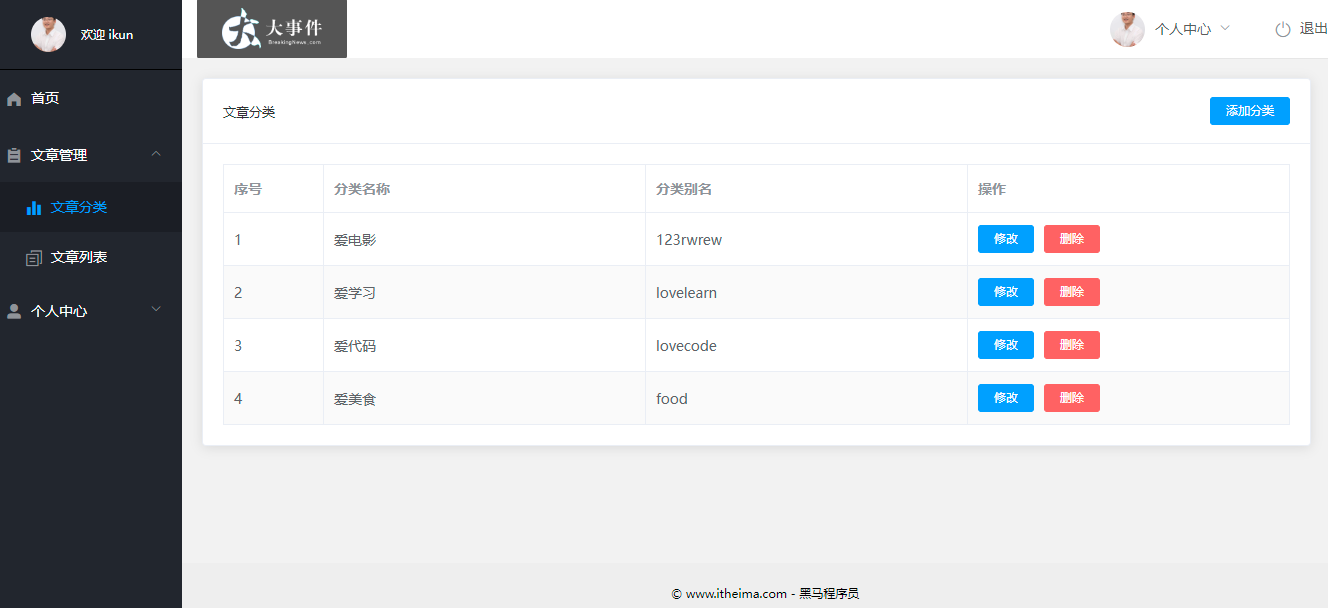 欢迎 ikun
首页
文章管理
文章分类
文章列表
个人中心
大事件
BreakingNews.com
个人中心
退出
文章分类
添加分类
序号 分类名称 分类别名 操作
1 爱电影 123rwrew 修改 删除
2 爱学习 lovelearn 修改 删除
3 爱代码 lovecode 修改 删除
4 爱美食 food 修改 删除
© www.itheima.com - 黑马程序员